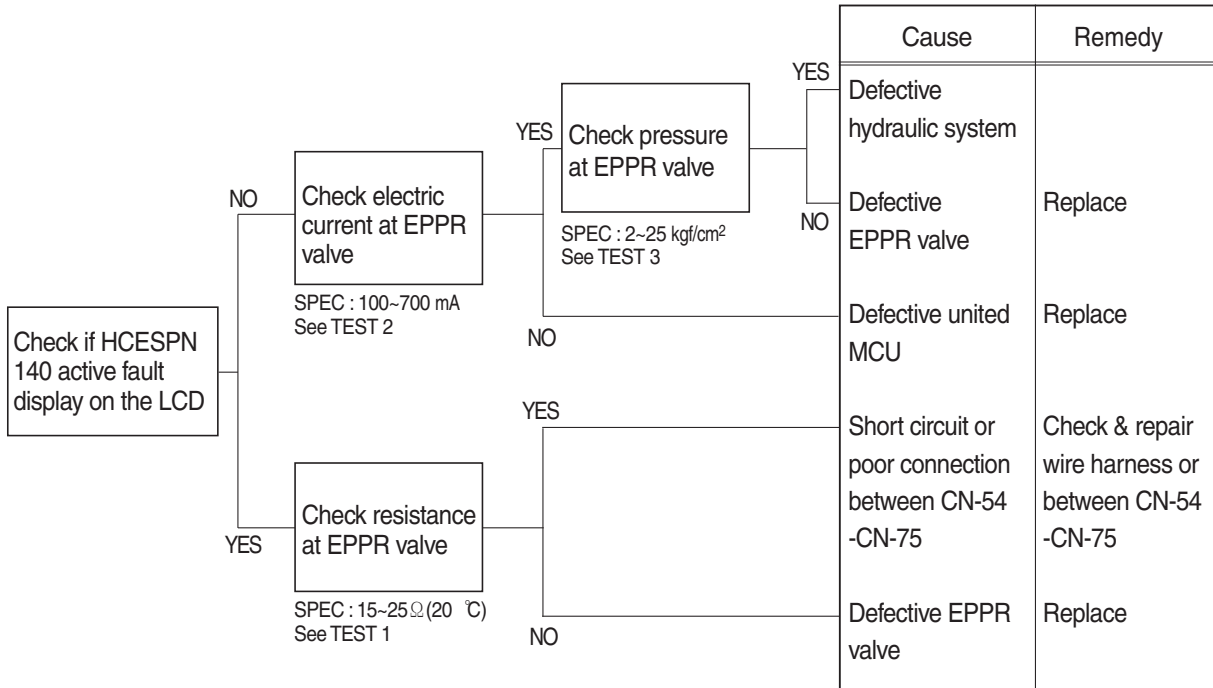 Check if HCESPN
140 active fault
display on the LCD
NO
Check electric
current at EPPR
valve
SPEC : 100~700 mA
See TEST 2
YES
Check pressure
at EPPR valve
SPEC : 2~25 kgf/cm²
See TEST 3
YES
NO
NO
YES
Check resistance
at EPPR valve
SPEC : 15~25Ω(20 ℃)
See TEST 1
YES
NO
Cause
Remedy
Defective
hydraulic system
Defective
EPPR valve
Replace
Defective united
MCU
Replace
Short circuit or
poor connection
between CN-54
-CN-75
Check & repair
wire harness or
between CN-54
-CN-75
Defective EPPR
valve
Replace